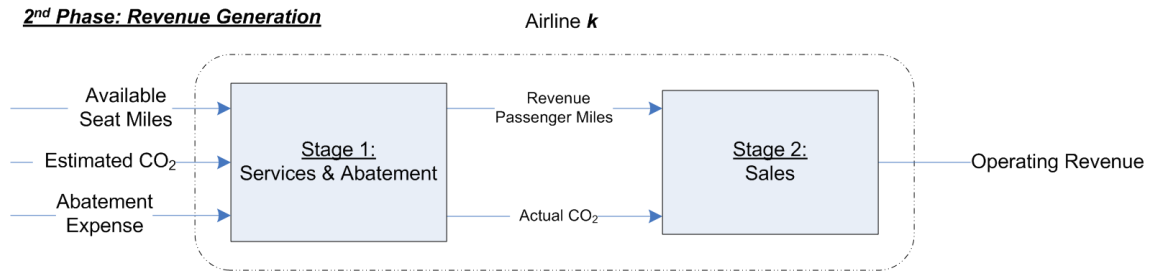 2nd Phase: Revenue Generation
Airline k
Available
Seat Miles
Estimated CO2
Abatement
Expense
Stage 1:
Services & Abatement
Revenue
Passenger Miles
Actual CO2
Stage 2:
Sales
Operating Revenue